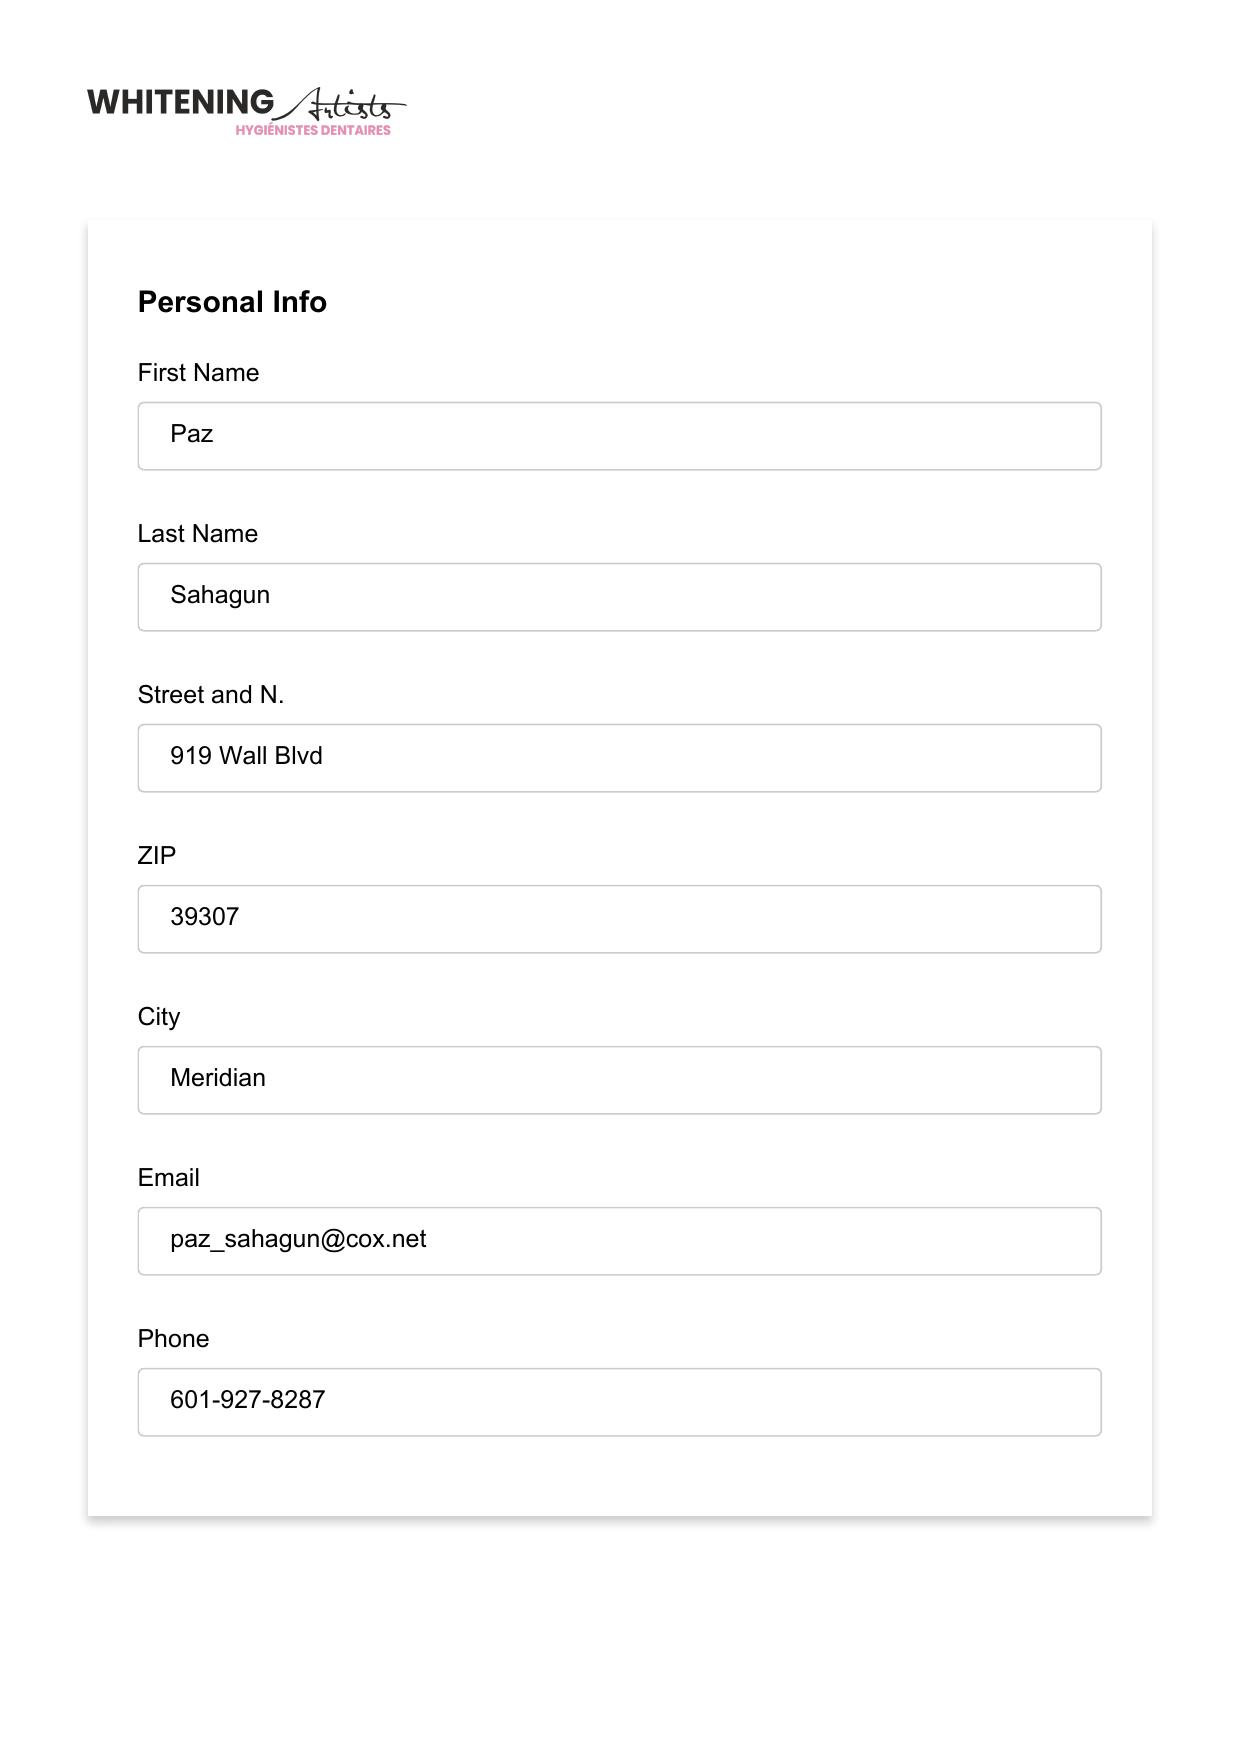 WHITENING Artists
HYGIÉNISTES DENTAIRES
Personal Info
First Name
Paz
Last Name
Sahagun
Street and N.
919 Wall Blvd
ZIP
39307
City
Meridian
Email
paz_sahagun@cox.net
Phone
601-927-8287